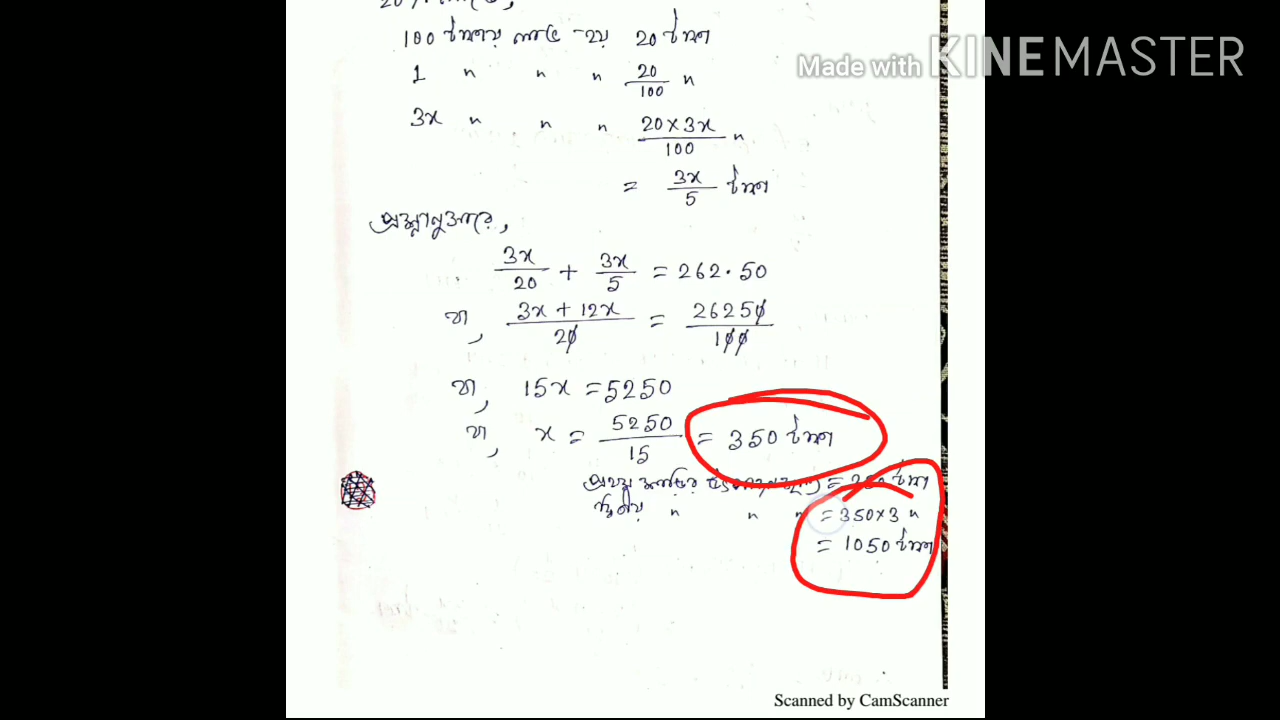 Made with KINEMASTER
100 টাকায় লাভ হয় 20 টাকা
1 " " " 20/100 "
3x " " " 20×3x/100 "
= 3x/5 টাকা
প্রশ্নানুসারে,
3x/20 + 3x/5 = 262.50
বা, 3x + 12x/20 = 26250/100
বা, 15x = 5250
বা, x = 5250/15 = 350 টাকা
প্রথম শাড়ির = 350 টাকা
দ্বিতীয় " " " = 350×3 "
= 1050 টাকা
Scanned by CamScanner